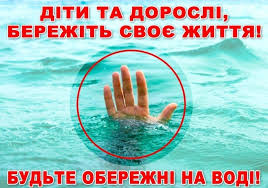 ДІТИ ТА ДОРОСЛІ,
БЕРЕЖІТЬ СВОЄ ЖИТТЯ!
БУДЬТЕ ОБЕРЕЖНІ НА ВОДІ!